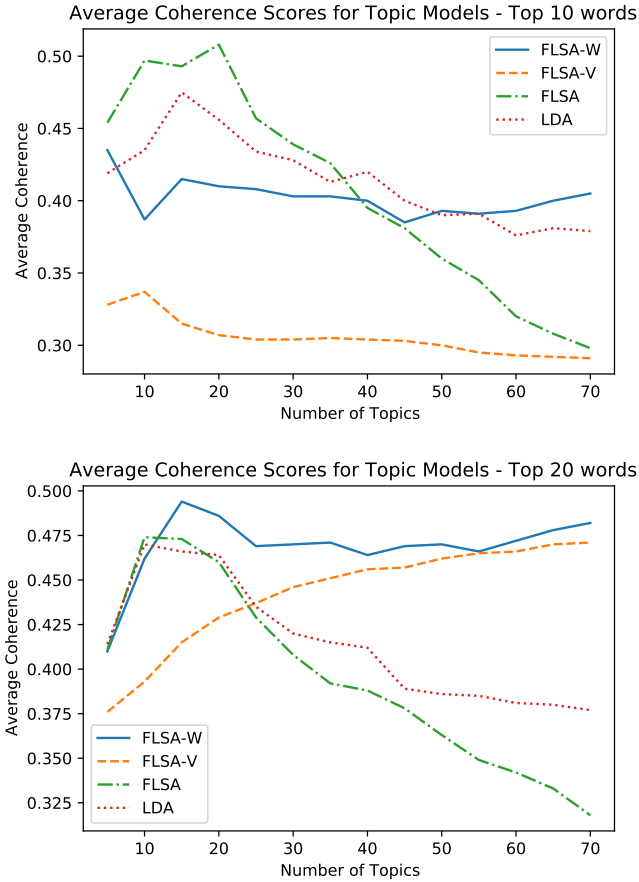 Average Coherence Scores for Topic Models - Top 10 words
FLSA-W
FLSA-V
FLSA
LDA
0.50
0.45
0.40
0.35
0.30
Average Coherence
10 20 30 40 50 60 70
Number of Topics
Average Coherence Scores for Topic Models - Top 20 words
0.500
0.475
0.450
0.425
0.400
0.375
0.350
0.325
Average Coherence
FLSA-W
FLSA-V
FLSA
LDA
10 20 30 40 50 60 70
Number of Topics